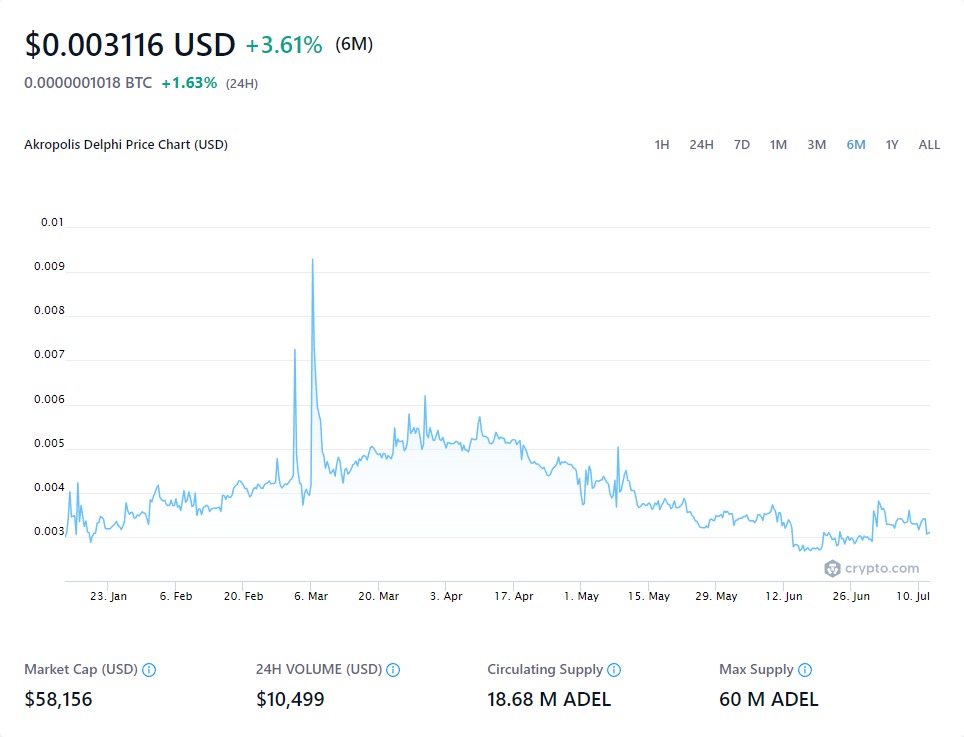 $0.003116 USD +3.61% (6M)
0.0000001018 BTC +1.63% (24H)
Akropolis Delphi Price Chart (USD) 1H 24H 7D 1M 3M 6M 1Y ALL
0.01
0.009
0.008
0.007
0.006
0.005
0.004
0.003
crypto.com
23. Jan 6. Feb 20. Feb 6. Mar 20. Mar 3. Apr 17. Apr 1. May 15. May 29. May 12. Jun 26. Jun 10. Jul
Market Cap (USD) 24H VOLUME (USD) Circulating Supply Max Supply
$58,156 $10,499 18.68 M ADEL 60 M ADEL